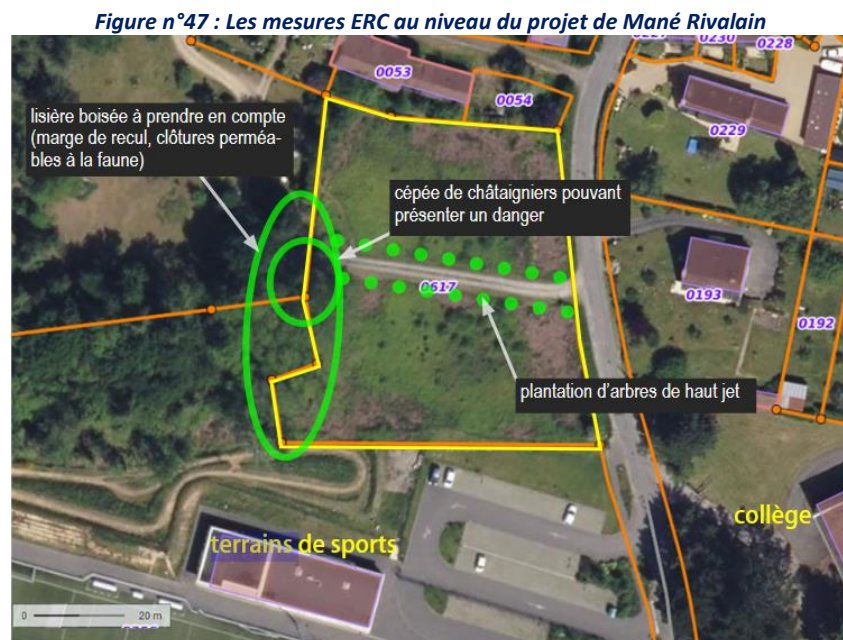 Figure n°47 : Les mesures ERC au niveau du projet de Mané Rivalain
0230
0228
0053
lisière boisée à prendre en compte
(marge de recul, clôtures perméa-
bles à la faune)
0054
0229
cépée de châtaigniers pouvant
présenter un danger
0617
0193
0192
plantation d'arbres de haut jet
collège
terrains de sports
0 20 m